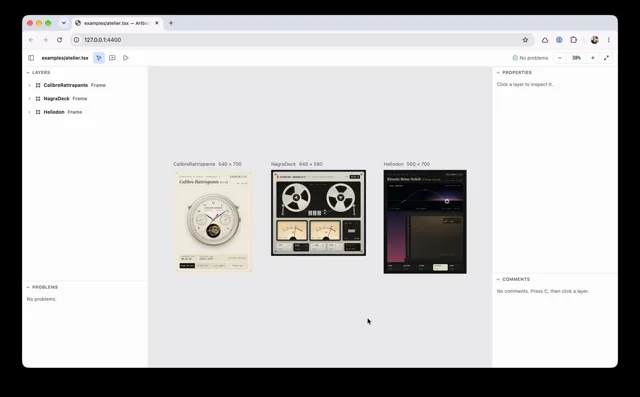 examples/atelier.tsx — Artbo
127.0.0.1:4400
examples/atelier.tsx
No problems
38%
LAYERS
CalibreRattrapante Frame
NagraDeck Frame
Heliodon Frame
PROBLEMS
No problems.
CalibreRattrapante 540 × 700
NagraDeck 640 × 580
Heliodon 560 × 700
Calibre Rattrapante
PROPERTIES
Click a layer to inspect it.
COMMENTS
No comments. Press C, then click a layer.